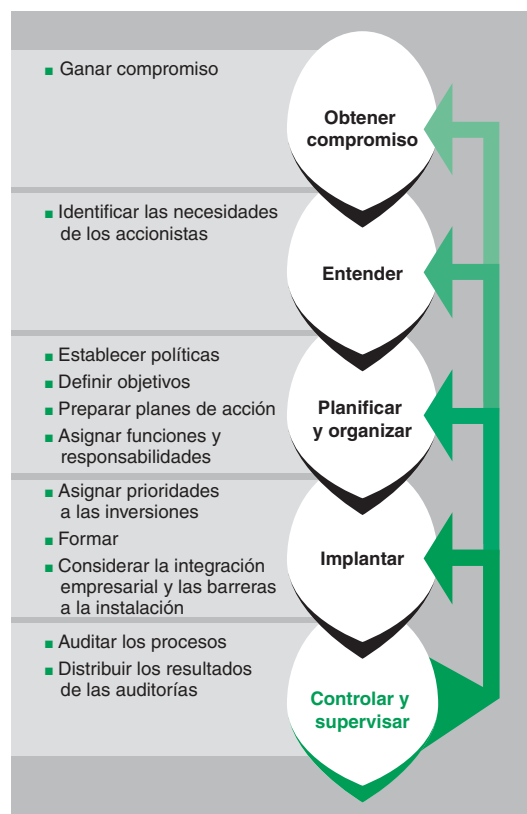 ■ Ganar compromiso
Obtener
compromiso
■ Identificar las necesidades
de los accionistas
Entender
■ Establecer políticas
■ Definir objetivos
■ Preparar planes de acción
■ Asignar funciones y
responsabilidades
Planificar
y organizar
■ Asignar prioridades
a las inversiones
■ Formar
■ Considerar la integración
empresarial y las barreras
a la instalación
Implantar
■ Auditar los procesos
■ Distribuir los resultados
de las auditorías
Controlar y
supervisar